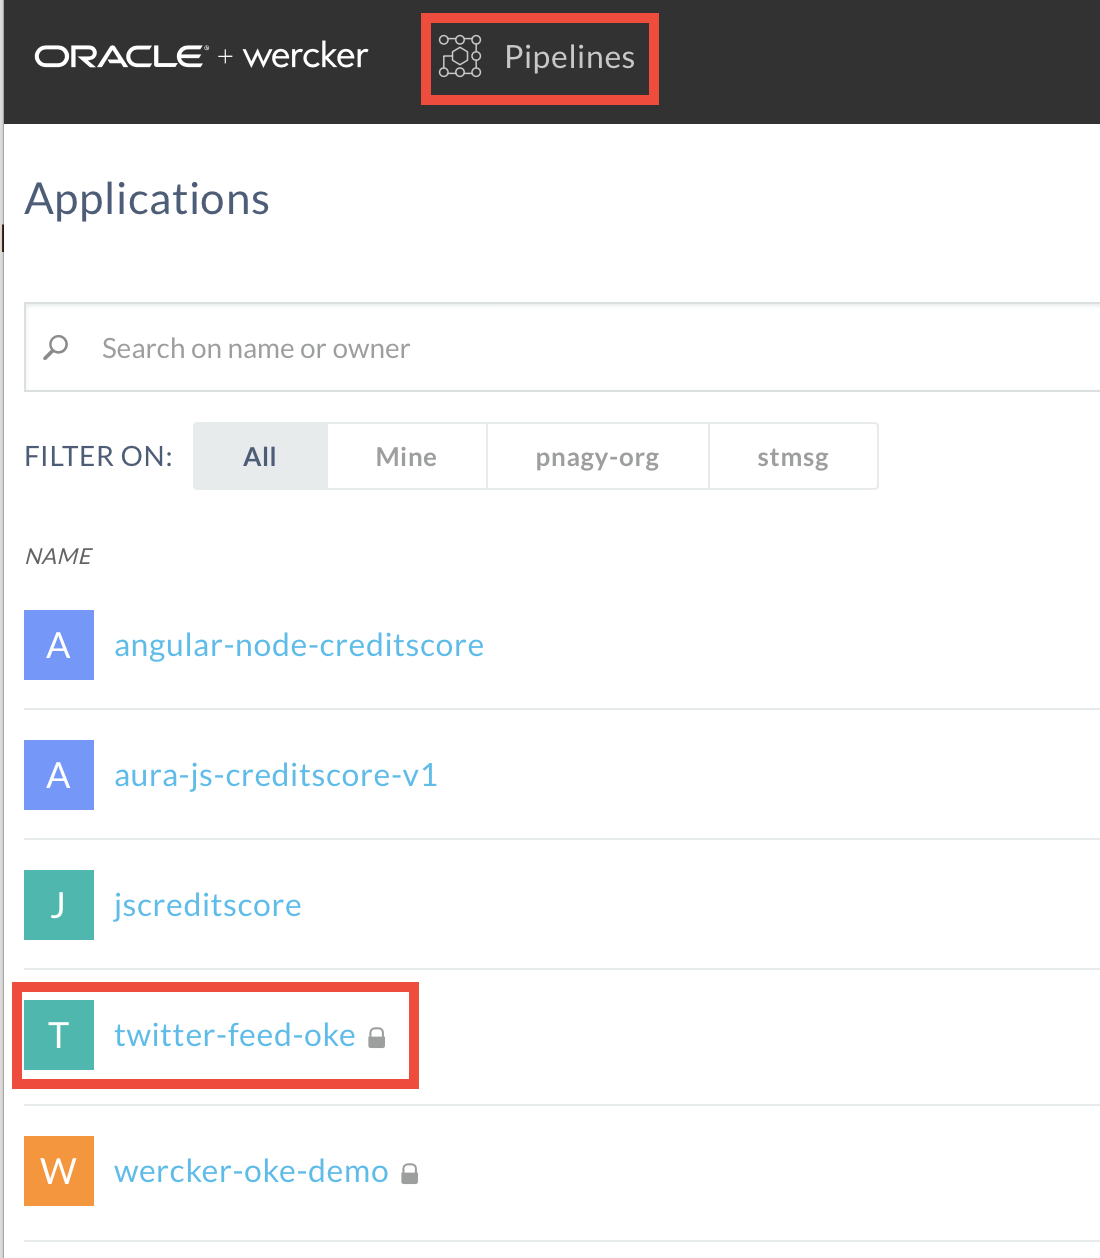 ORACLE® + wercker Pipelines
Applications
Search on name or owner
FILTER ON: All Mine pnagy-org stmsg
NAME
A angular-node-creditscore
A aura-js-creditscore-v1
J jscreditscore
T twitter-feed-oke
W wercker-oke-demo